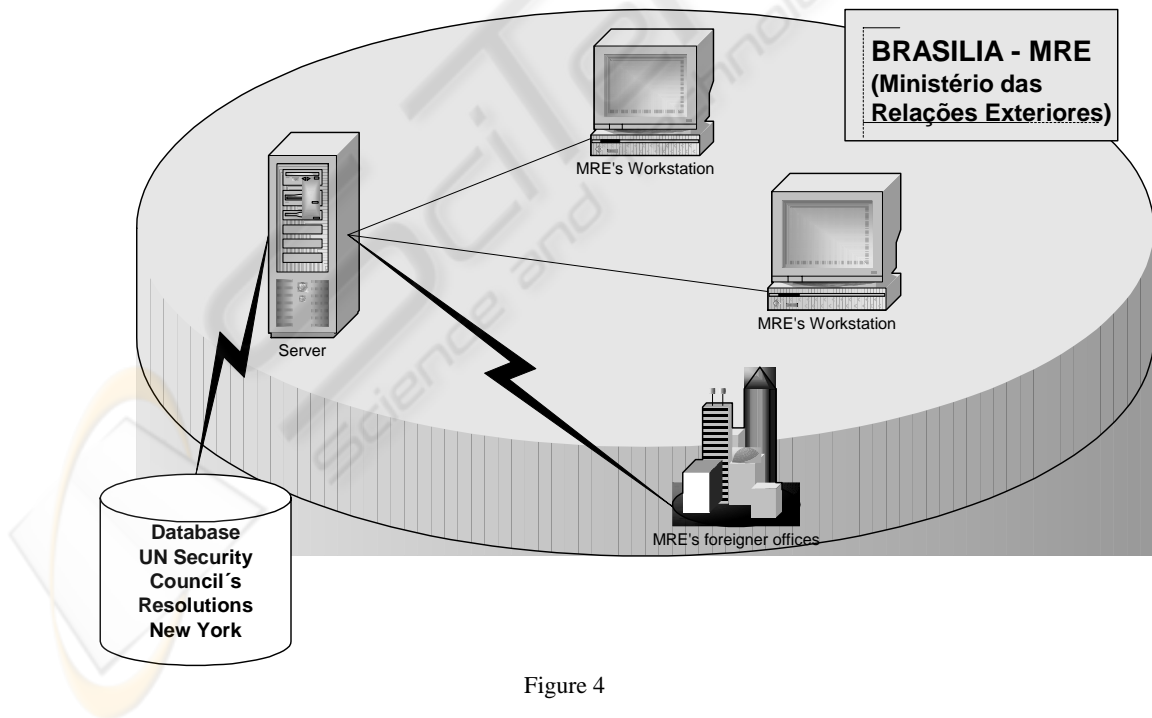 BRASILIA - MRE
(Ministério das
Relações Exteriores)
MRE's Workstation
MRE's Workstation
Server
MRE's foreigner offices
Database
UN Security
Council´s
Resolutions
New York
Figure 4